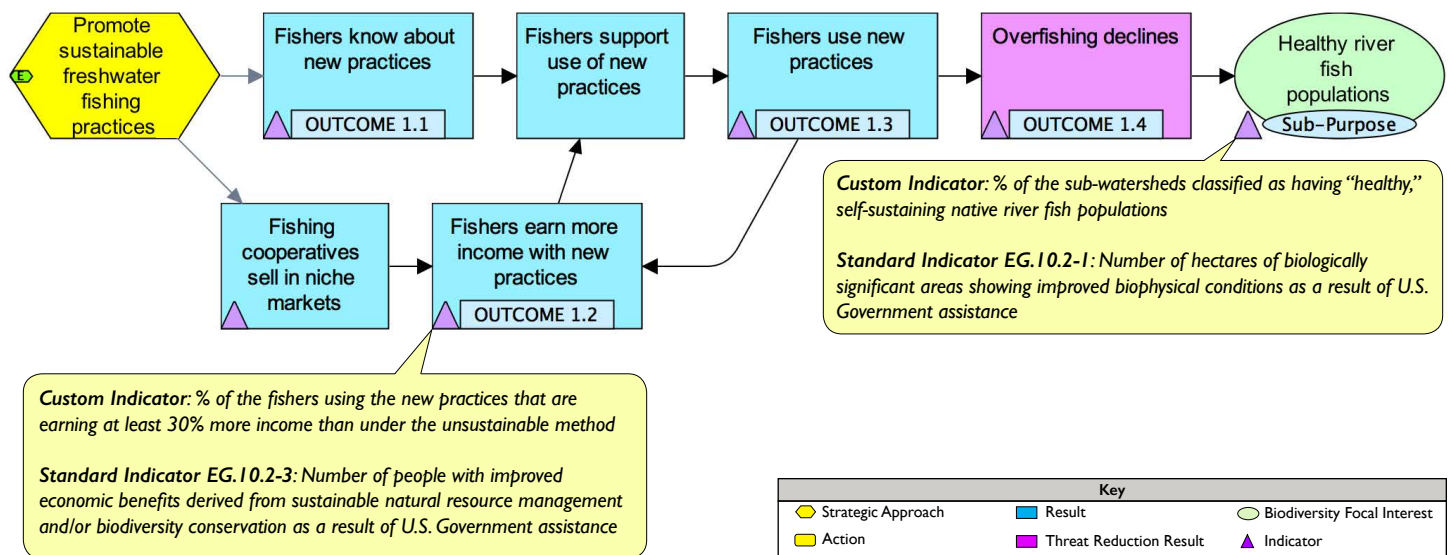 Promote
sustainable
freshwater
fishing
practices
E
Fishers know about
new practices
OUTCOME 1.1
Fishers support
use of new
practices
Fishers use new
practices
OUTCOME 1.3
Overfishing declines
OUTCOME 1.4
Healthy river
fish
populations
Sub-Purpose
Fishing
cooperatives
sell in niche
markets
Fishers earn more
income with new
practices
OUTCOME 1.2
Custom Indicator: % of the sub-watersheds classified as having “healthy,”
self-sustaining native river fish populations
Standard Indicator EG.10.2-1: Number of hectares of biologically
significant areas showing improved biophysical conditions as a result of U.S.
Government assistance
Custom Indicator: % of the fishers using the new practices that are
earning at least 30% more income than under the unsustainable method
Standard Indicator EG.10.2-3: Number of people with improved
economic benefits derived from sustainable natural resource management
and/or biodiversity conservation as a result of U.S. Government assistance
Key
Strategic Approach
Result
Biodiversity Focal Interest
Action
Threat Reduction Result
Indicator